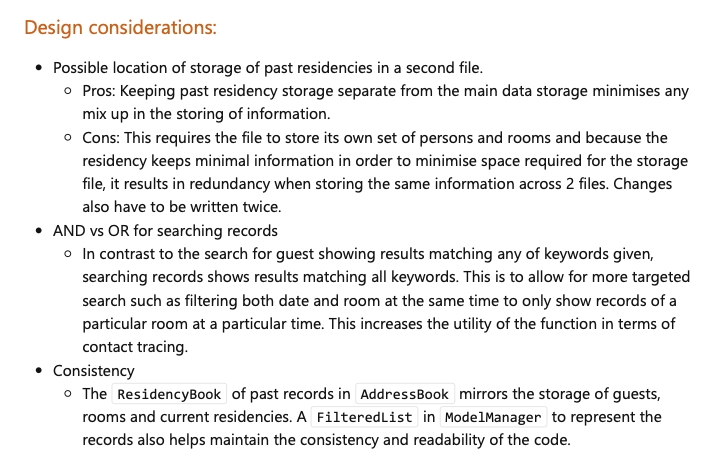 Design considerations:
• Possible location of storage of past residencies in a second file.
○ Pros: Keeping past residency storage separate from the main data storage minimises any
mix up in the storing of information.
○ Cons: This requires the file to store its own set of persons and rooms and because the
residency keeps minimal information in order to minimise space required for the storage
file, it results in redundancy when storing the same information across 2 files. Changes
also have to be written twice.
• AND vs OR for searching records
○ In contrast to the search for guest showing results matching any of keywords given,
searching records shows results matching all keywords. This is to allow for more targeted
search such as filtering both date and room at the same time to only show records of a
particular room at a particular time. This increases the utility of the function in terms of
contact tracing.
• Consistency
○ The ResidencyBook of past records in AddressBook mirrors the storage of guests,
rooms and current residencies. A FilteredList in ModelManager to represent the
records also helps maintain the consistency and readability of the code.